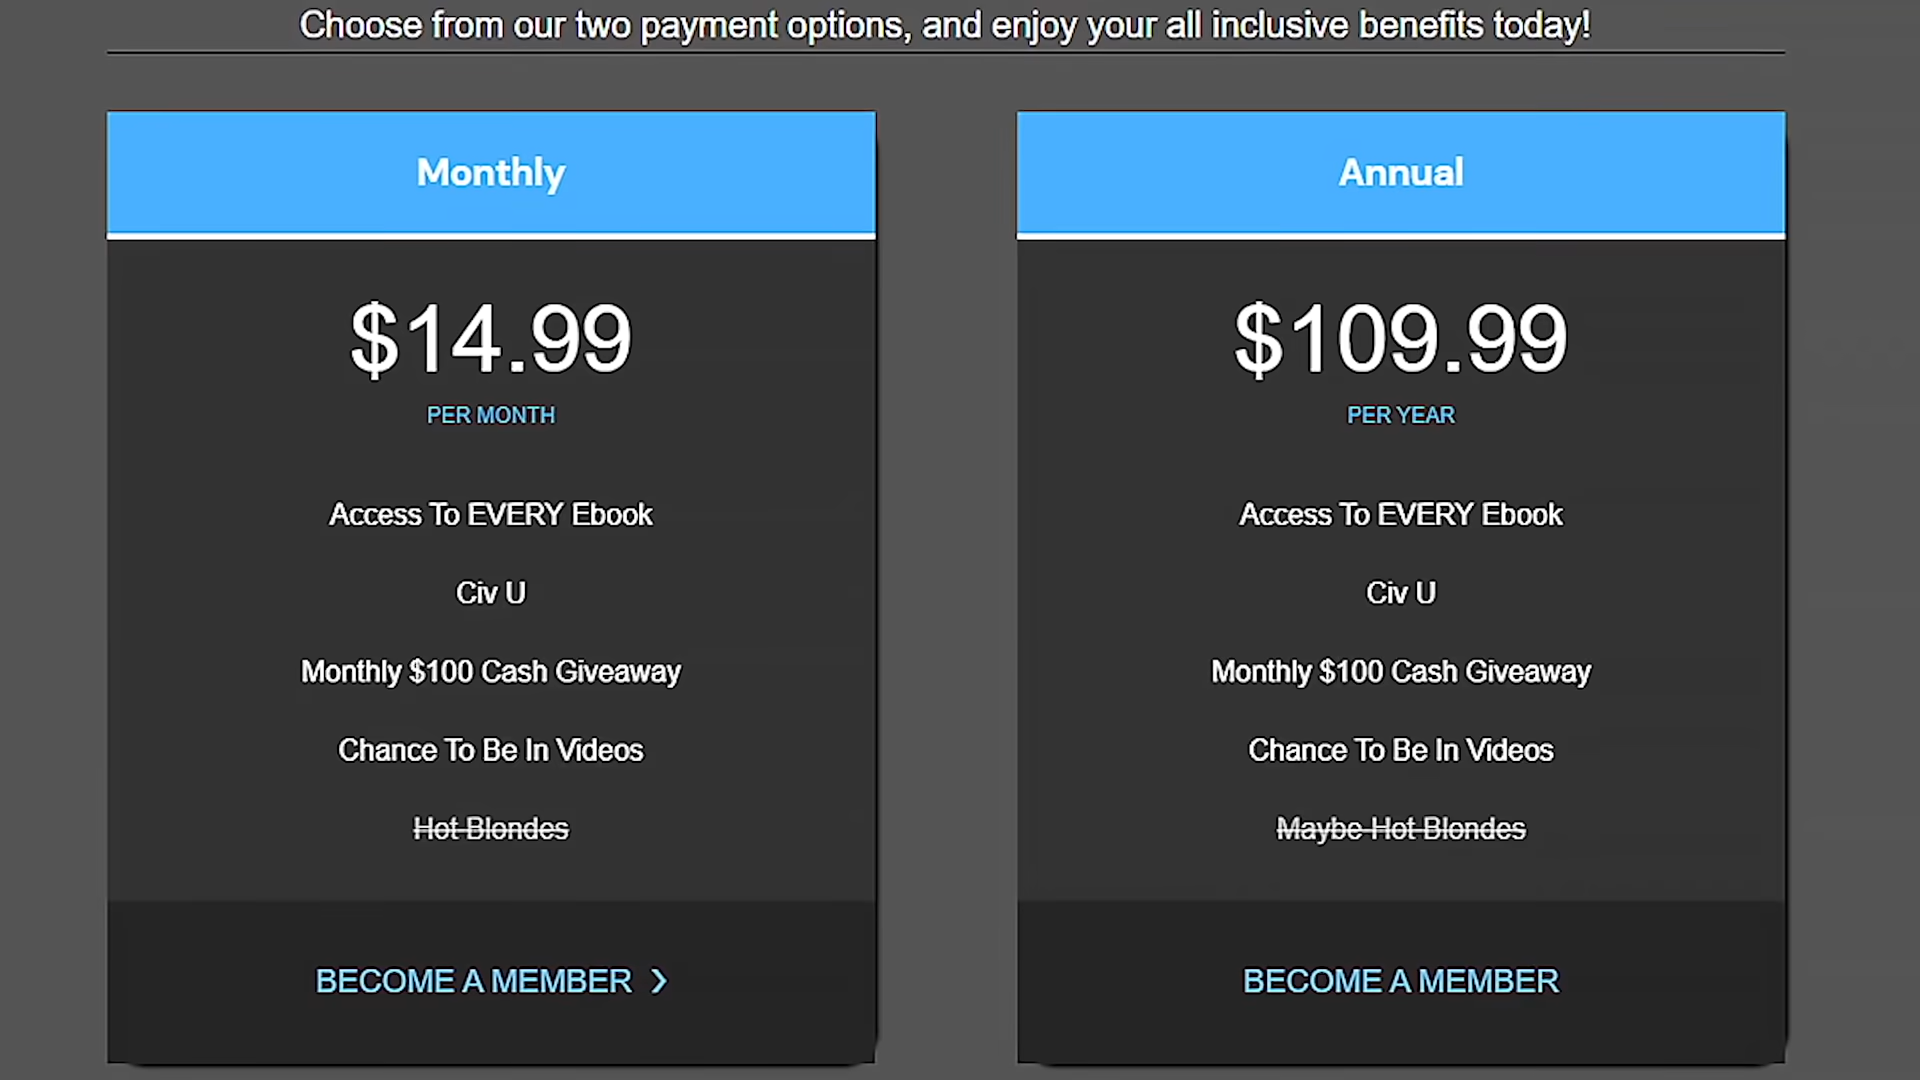 Choose from our two payment options, and enjoy your all inclusive benefits today!
Monthly
$14.99
PER MONTH
Access To EVERY Ebook
Civ U
Monthly $100 Cash Giveaway
Chance To Be In Videos
Hot Blondes
BECOME A MEMBER >
Annual
$109.99
PER YEAR
Access To EVERY Ebook
Civ U
Monthly $100 Cash Giveaway
Chance To Be In Videos
Maybe Hot Blondes
BECOME A MEMBER